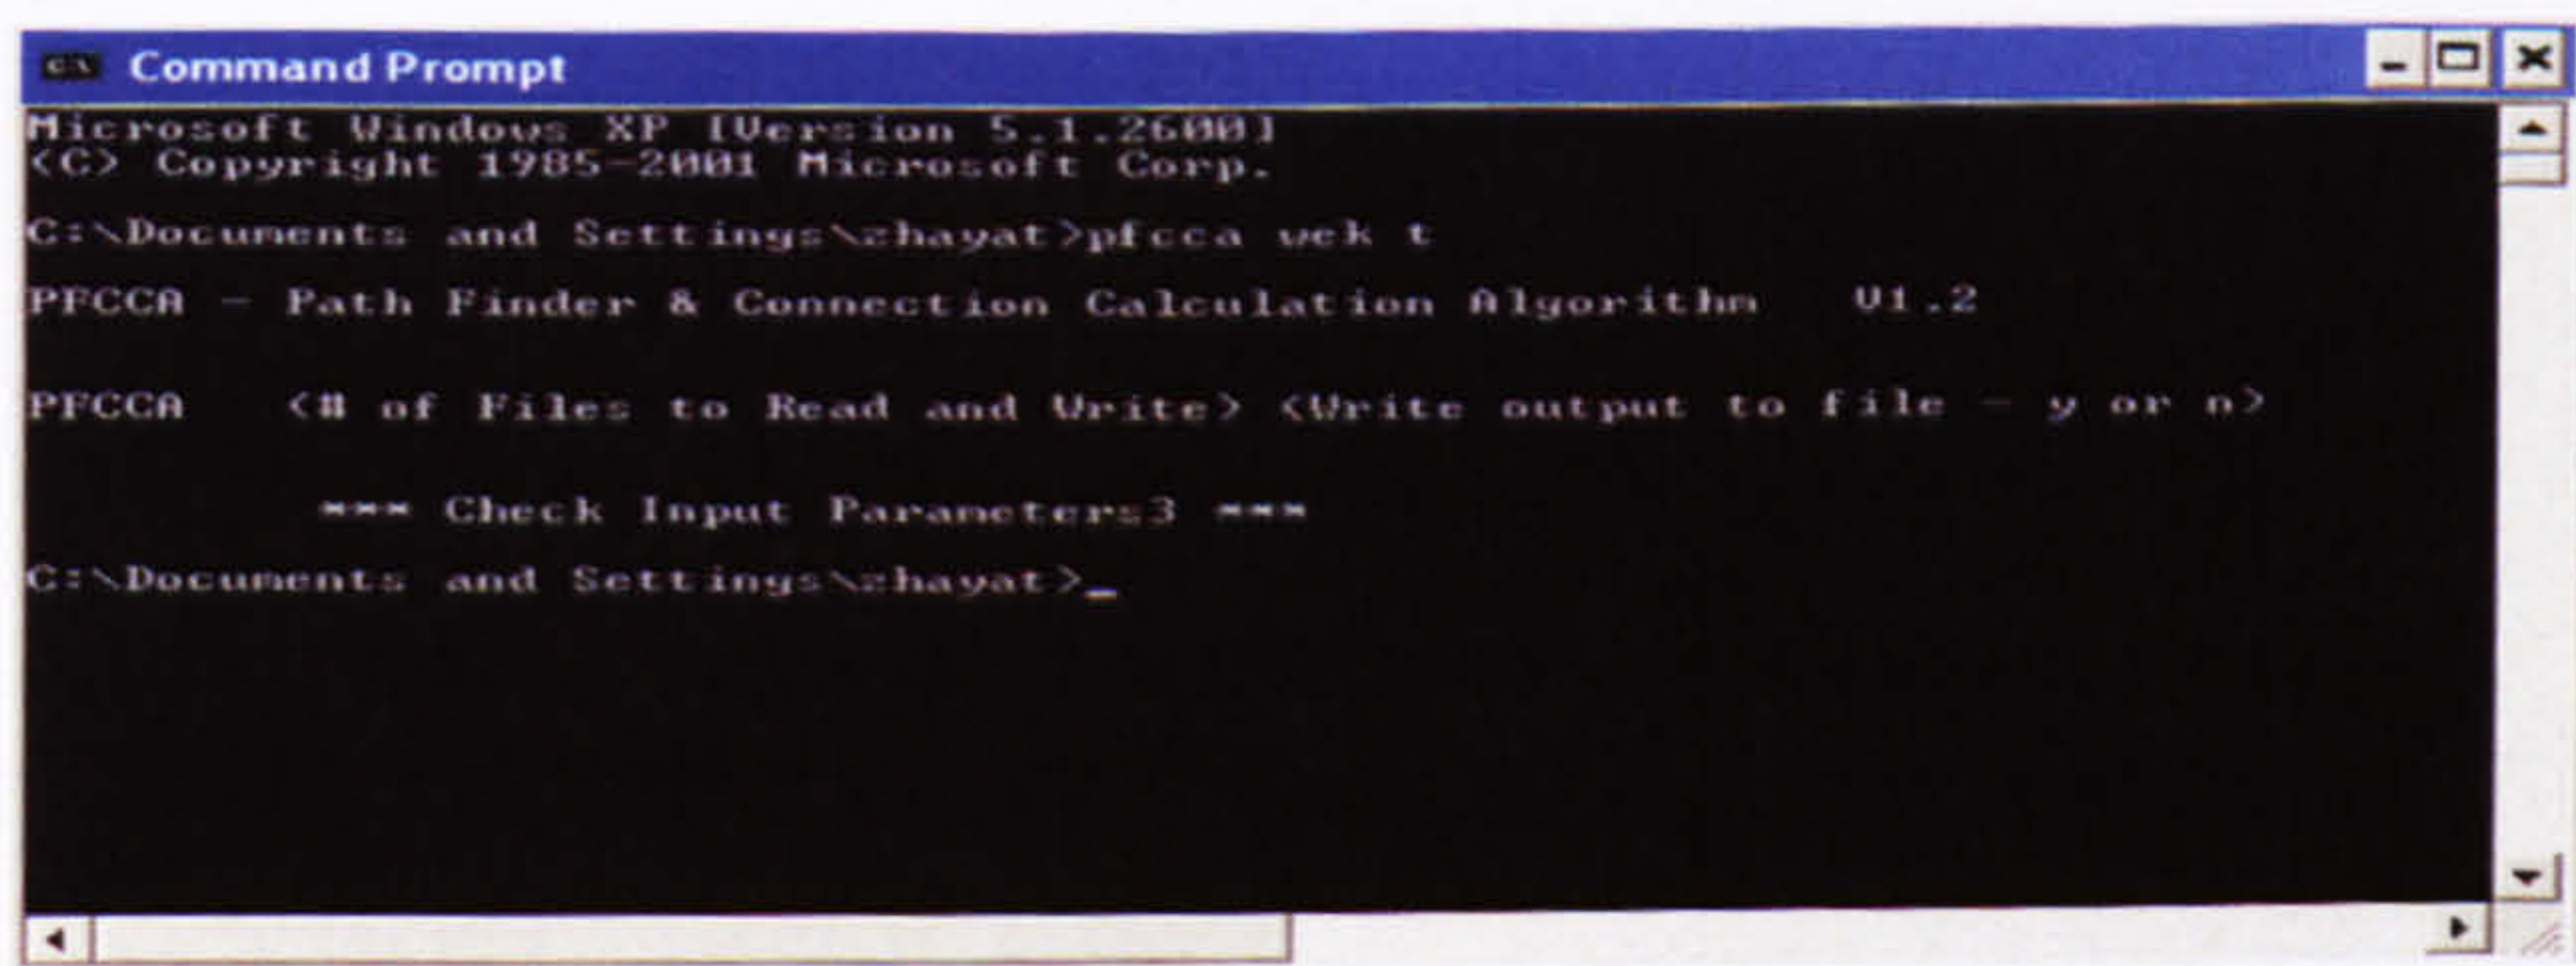 Command Prompt
Microsoft Windows XP [Version 5.1.2600]
(C) Copyright 1985-2001 Microsoft Corp.
C:\Documents and Settings\zhayat>pfcca wek t
PFCCA - Path Finder & Connection Calculation Algorithm V1.2
PFCCA <# of Files to Read and Write> <Write output to file - y or n>
*** Check Input Parameters3 ***
C:\Documents and Settings\zhayat>_